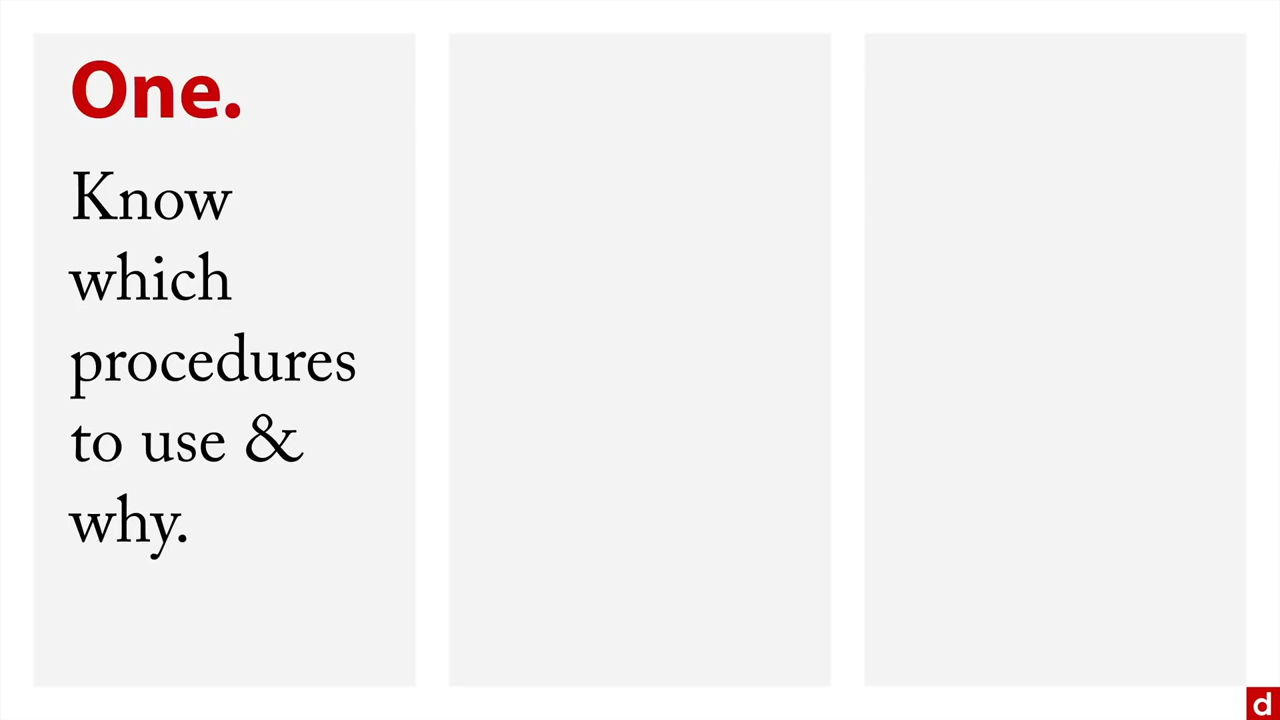 One.
Know
which
procedures
to use &
why.
d